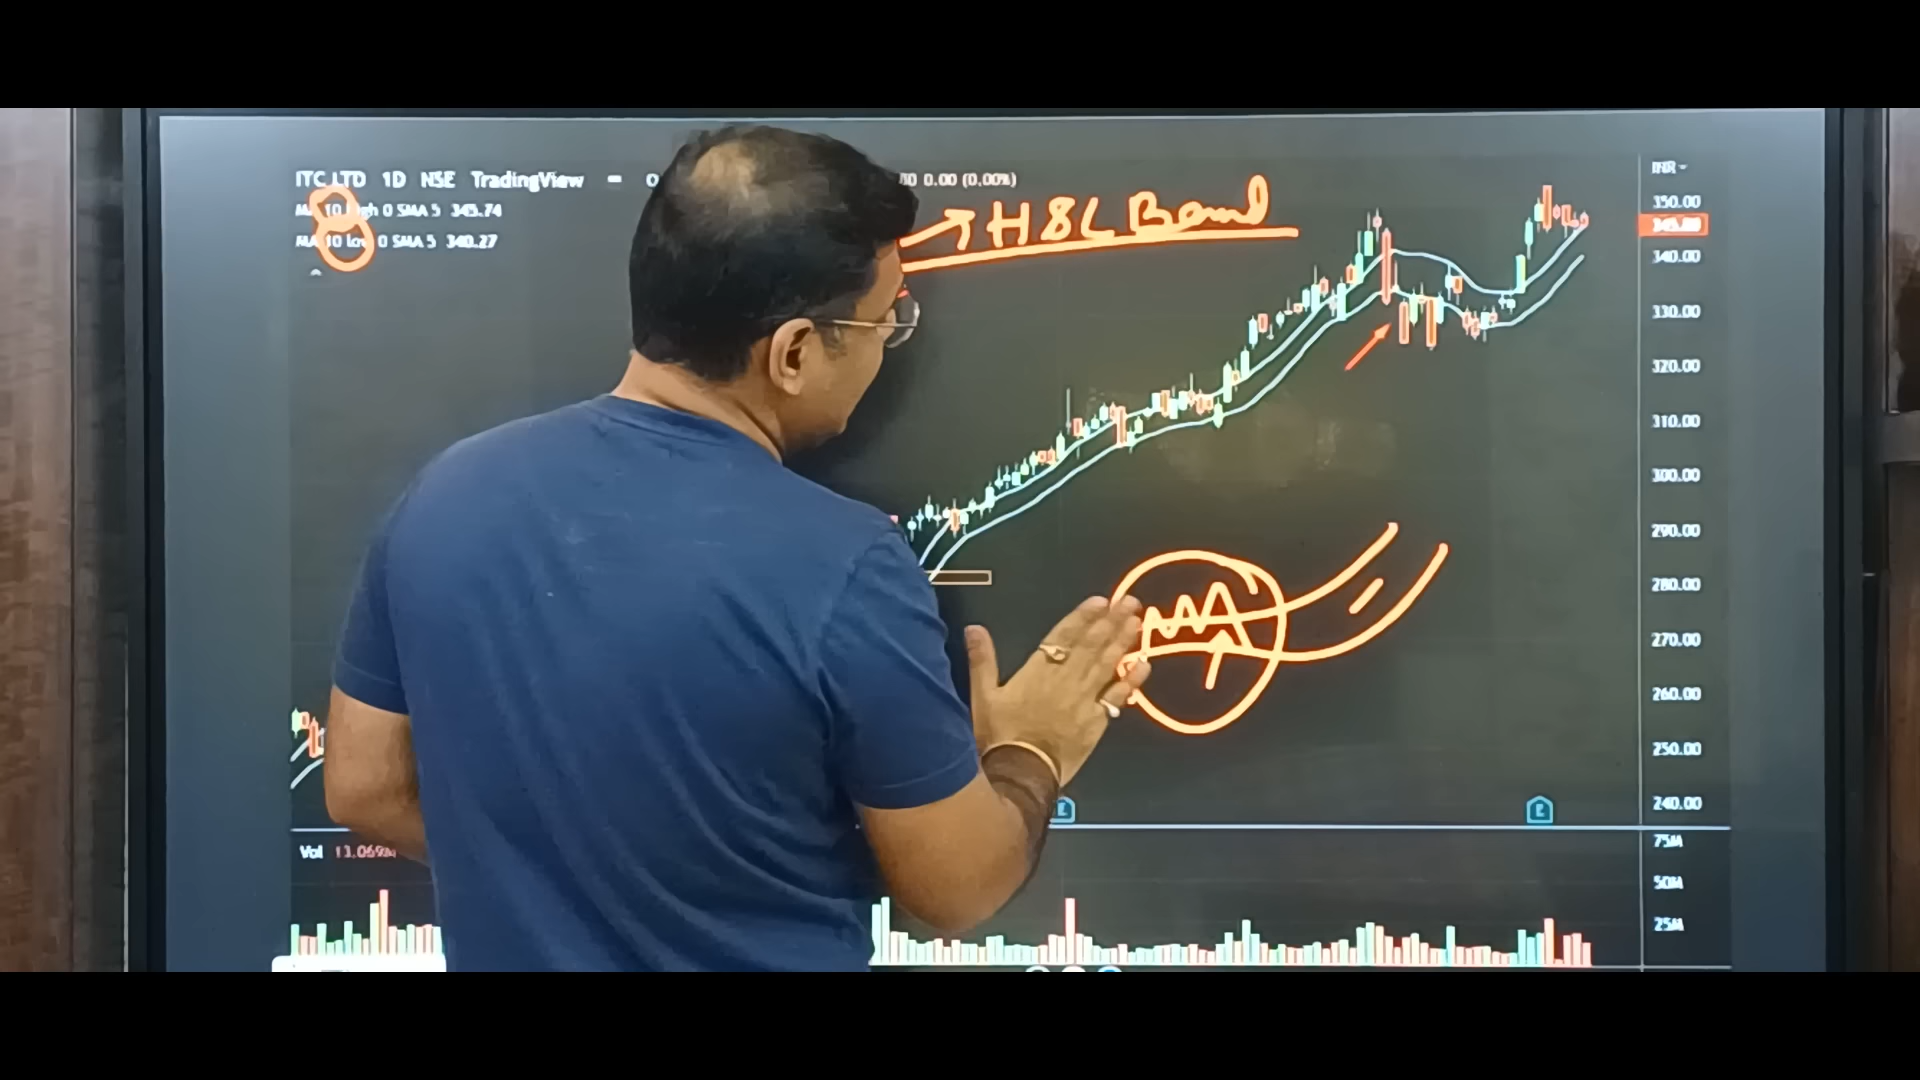 ITC LTD 1D NSE TradingView
0.00 (0.00%)
MA 10 high 0 SMA 5 345.74
MA 10 low 0 SMA 5 340.27
H&L Band
INR
350.00
345.80
340.00
330.00
320.00
310.00
300.00
290.00
280.00
270.00
260.00
250.00
240.00
E
E
Vol 13.069M
75M
50M
25M